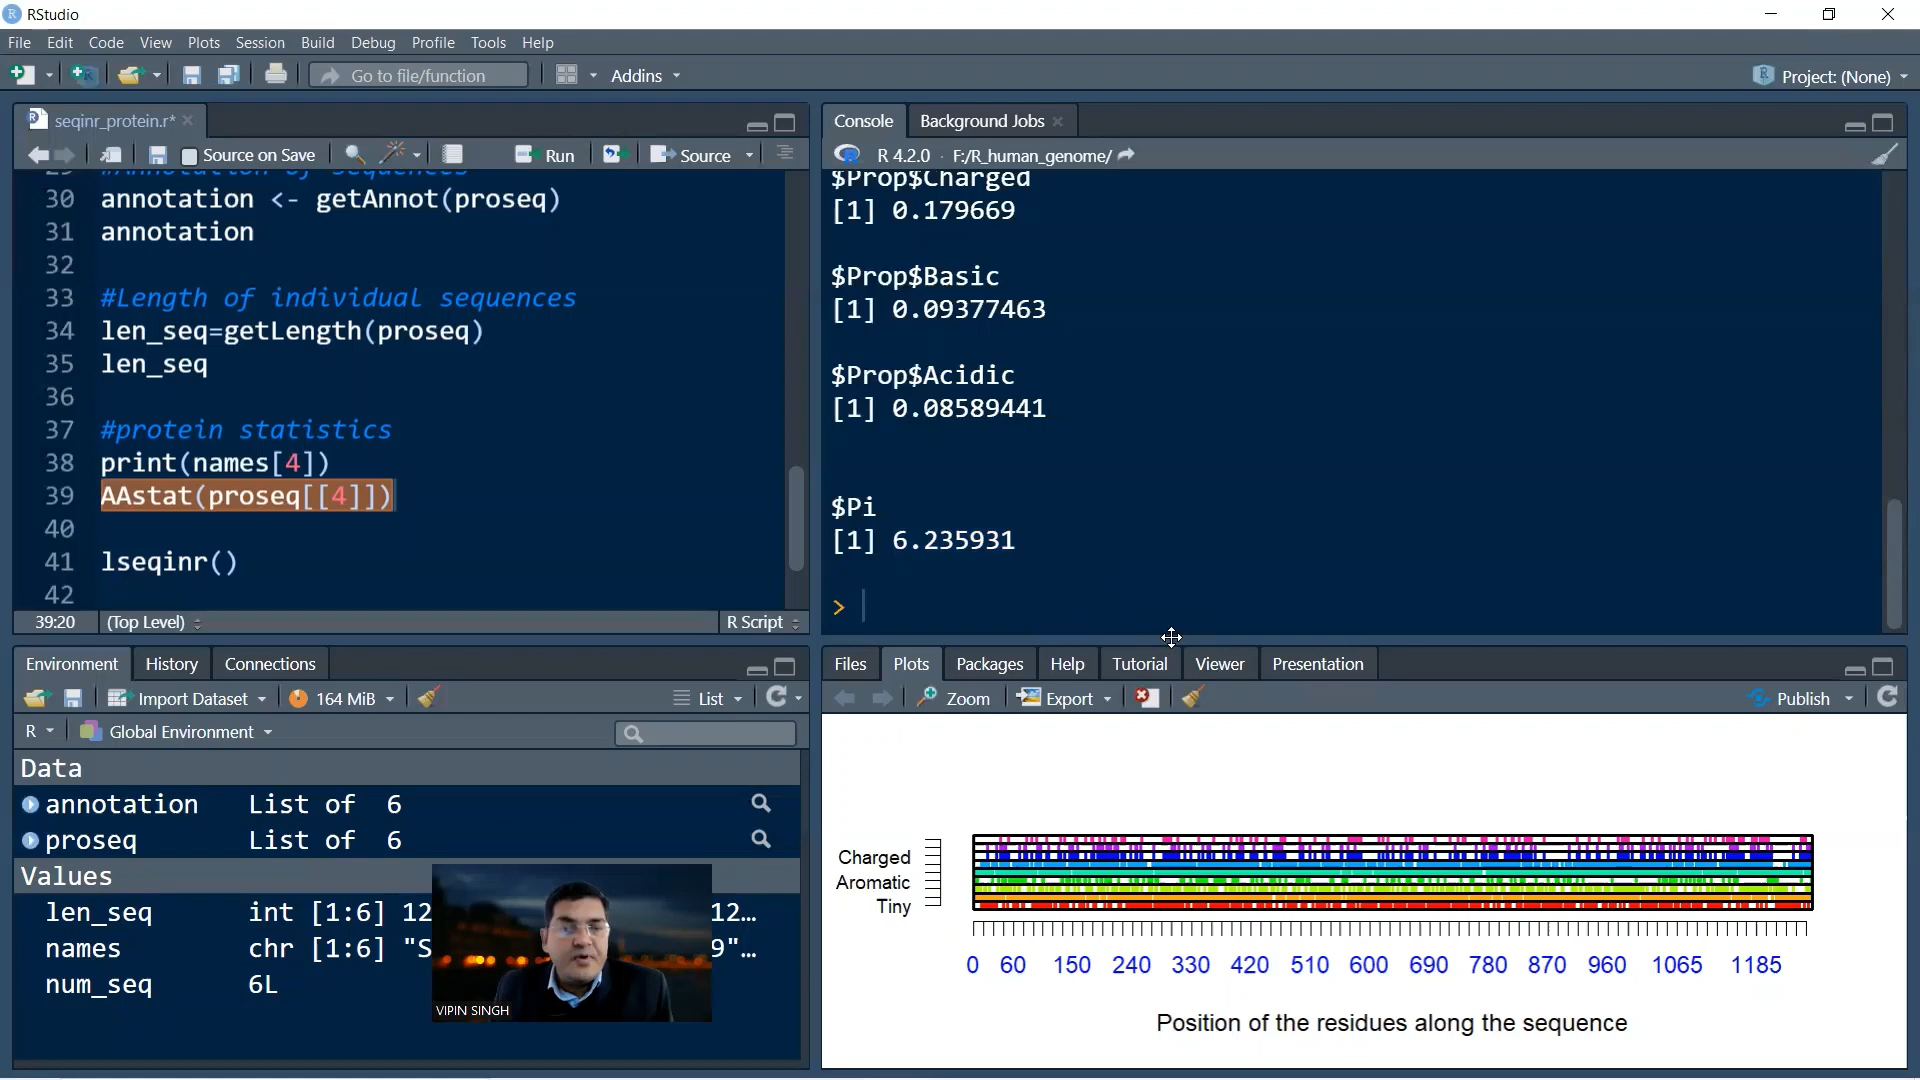 RStudio
File Edit Code View Plots Session Build Debug Profile Tools Help
Go to file/function Addins Project: (None)
seqinr_protein.r*
Source on Save Run Source
30 annotation <- getAnnot(proseq)
31 annotation
32
33 #Length of individual sequences
34 len_seq=getLength(proseq)
35 len_seq
36
37 #protein statistics
38 print(names[4])
39 AAstat(proseq[[4]])
40
41 lseqinr()
42
39:20 (Top Level) R Script
Console Background Jobs
R 4.2.0 · F:/R_human_genome/
$Prop$Charged
[1] 0.179669
$Prop$Basic
[1] 0.09377463
$Prop$Acidic
[1] 0.08589441
$Pi
[1] 6.235931
>
Environment History Connections
Import Dataset 164 MiB List
R Global Environment
Data
annotation List of 6
proseq List of 6
Values
len_seq int [1:6] 12 12…
names chr [1:6] "S 9"…
num_seq 6L
VIPIN SINGH
Files Plots Packages Help Tutorial Viewer Presentation
Zoom Export Publish
Charged
Aromatic
Tiny
0 60 150 240 330 420 510 600 690 780 870 960 1065 1185
Position of the residues along the sequence